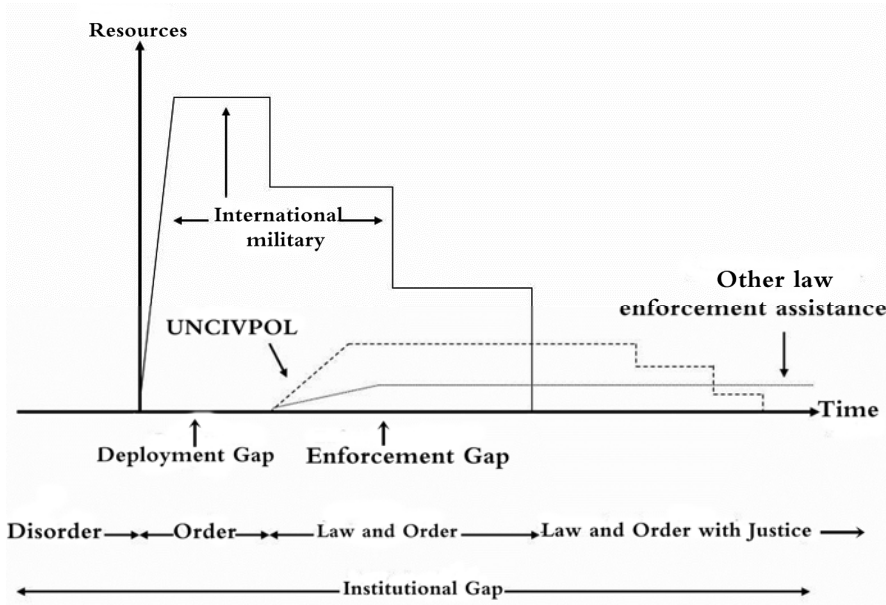 Resources
International
military
Other law
enforcement assistance
UNCIVPOL
Time
Deployment Gap
Enforcement Gap
Disorder
Order
Law and Order
Law and Order with Justice
Institutional Gap